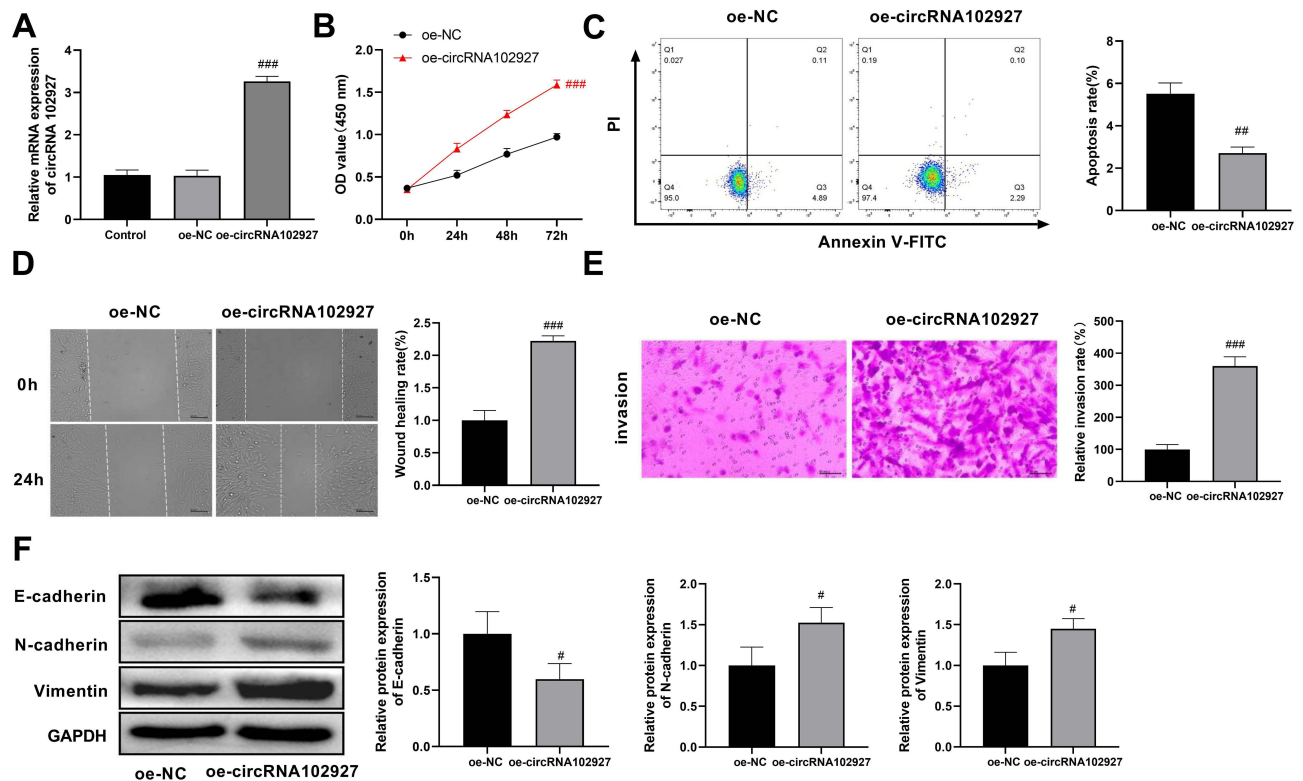 A
Relative mRNA expression
of circRNA 102927
4
3
2
1
0
###
Control
oe-NC
oe-circRNA102927
B
oe-NC
oe-circRNA102927
OD value（450 nm)
2.0
1.5
1.0
0.5
0.0
###
0h
24h
48h
72h
C
oe-NC
oe-circRNA102927
PI
Q1
0.027
Q2
0.11
Q4
95.0
Q3
4.89
Q1
0.19
Q2
0.10
Q4
97.4
Q3
2.29
Annexin V-FITC
Apoptosis rate(%)
8
6
4
2
0
##
oe-NC
oe-circRNA102927
D
oe-NC
oe-circRNA102927
0h
24h
Wound healing rate(%)
2.5
2.0
1.5
1.0
0.5
0.0
###
oe-NC
oe-circRNA102927
E
oe-NC
oe-circRNA102927
invasion
Relative invasion rate（%）
500
400
300
200
100
0
###
oe-NC
oe-circRNA102927
F
E-cadherin
N-cadherin
Vimentin
GAPDH
oe-NC
oe-circRNA102927
Relative protein expression
of E-cadherin
1.5
1.0
0.5
0.0
#
oe-NC
oe-circRNA102927
Relative protein expression
of N-cadherin
2.0
1.5
1.0
0.5
0.0
#
oe-NC
oe-circRNA102927
Relative protein expression
of Vimentin
2.0
1.5
1.0
0.5
0.0
#
oe-NC
oe-circRNA102927